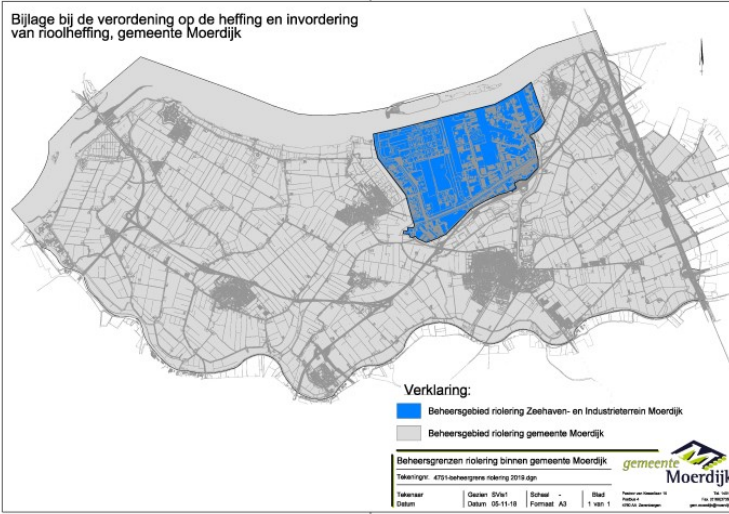 Bijlage bij de verordening op de heffing en invordering
van rioolheffing, gemeente Moerdijk
Verklaring:
Beheersgebied riolering Zeehaven- en Industrieterrein Moerdijk
Beheersgebied riolering gemeente Moerdijk
Beheersgrenzen riolering binnen gemeente Moerdijk
Tekeningnr. 4751-beheergrens riolering 2019.dgn
Tekenaar Gezien SVé# Schaal - Blad
Datum Datum 05-11-18 Formaat A3 1 van 1
gemeente
Moerdijk